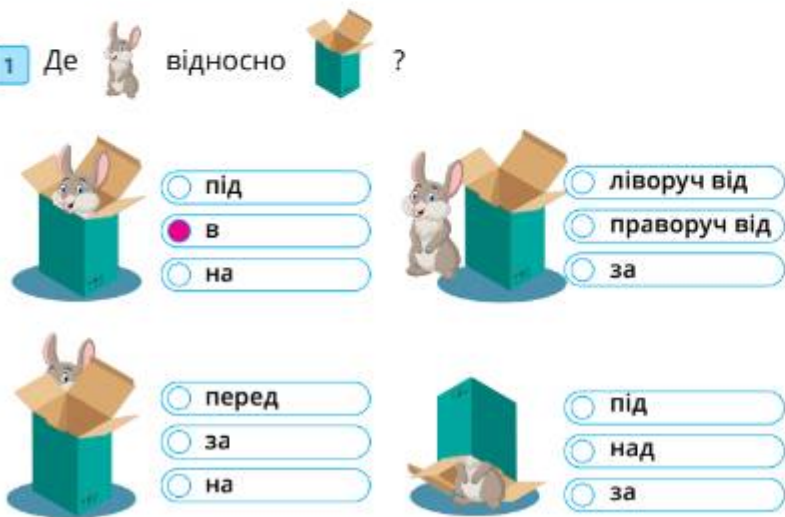 1 Де відносно ?
під
в
на
ліворуч від
праворуч від
за
перед
за
на
під
над
за